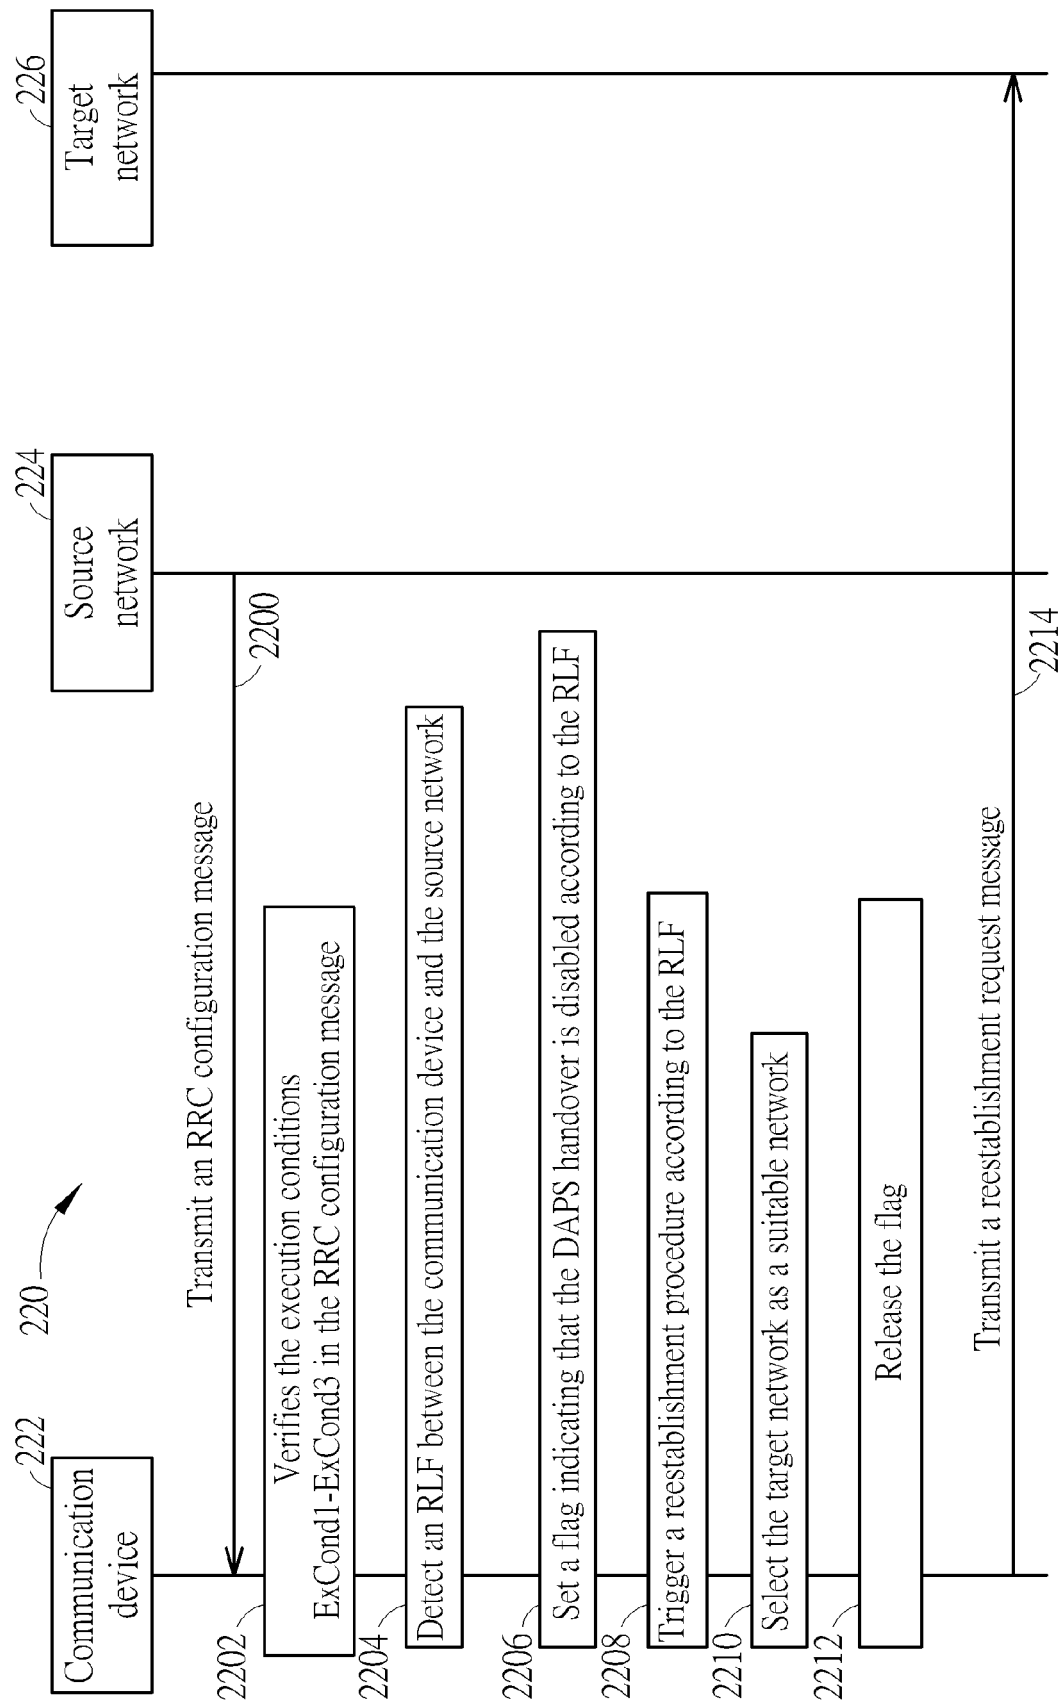 220
222
Communication
device
224
Source
network
226
Target
network
Transmit an RRC configuration message
2200
2202
Verifies the execution conditions
ExCond1-ExCond3 in the RRC configuration message
2204
Detect an RLF between the communication device and the source network
2206
Set a flag indicating that the DAPS handover is disabled according to the RLF
2208
Trigger a reestablishment procedure according to the RLF
2210
Select the target network as a suitable network
2212
Release the flag
Transmit a reestablishment request message
2214